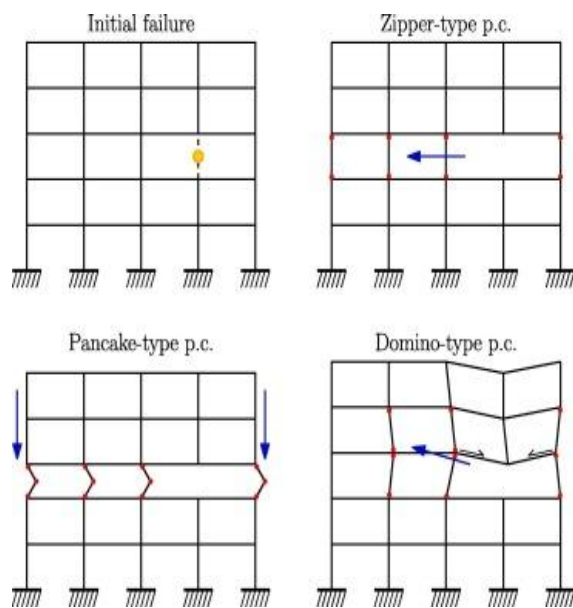 Initial failure
Zipper-type p.c.
Pancake-type p.c.
Domino-type p.c.